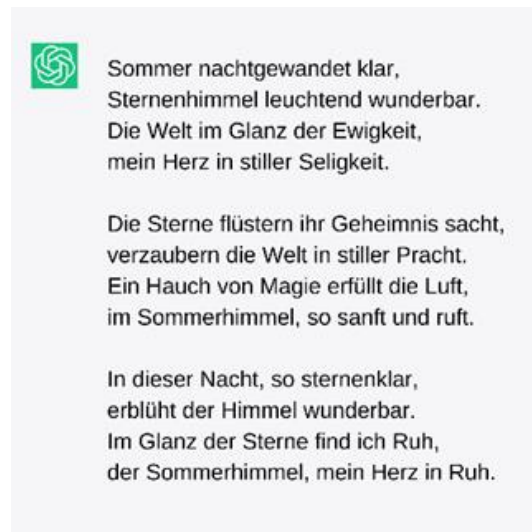 Sommer nachtgewandet klar,
Sternenhimmel leuchtend wunderbar.
Die Welt im Glanz der Ewigkeit,
mein Herz in stiller Seligkeit.
Die Sterne flüstern ihr Geheimnis sacht,
verzaubern die Welt in stiller Pracht.
Ein Hauch von Magie erfüllt die Luft,
im Sommerhimmel, so sanft und ruft.
In dieser Nacht, so sternenklar,
erblüht der Himmel wunderbar.
Im Glanz der Sterne find ich Ruh,
der Sommerhimmel, mein Herz in Ruh.